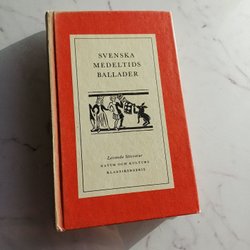 SVENSKA
MEDELTIDS
BALLADER
Levande litteratur
NATUR OCH KULTURS
KLASSIKERSERIE